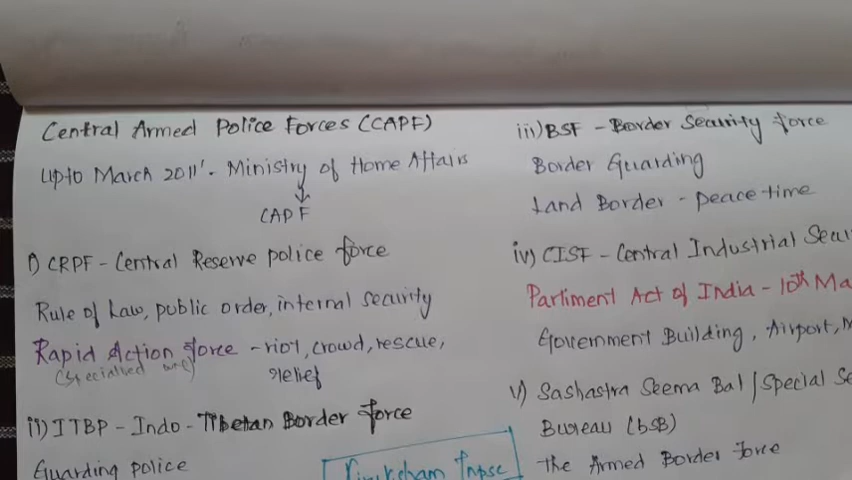 Central Armed Police Forces (CAPF)
Upto March 2011'- Ministry of Home Affairs
CAPF
i) CRPF - Central Reserve police force
Rule of Law, public order, internal security
Rapid Action force - riot, crowd, rescue,
relief
(Specialised
ii) ITBP - Indo - Tibetan Border force
Guarding police
iii) BSF - Border Security force
Border Guarding
Land Border - peace time
iv) CISF - Central Industrial Secu
Partiment Act of India - 10th Ma
Government Building, Airport, M
v) Sashastra Seema Bal / Special Se
Bureau (bSB)
The Armed Border force
tnpsc